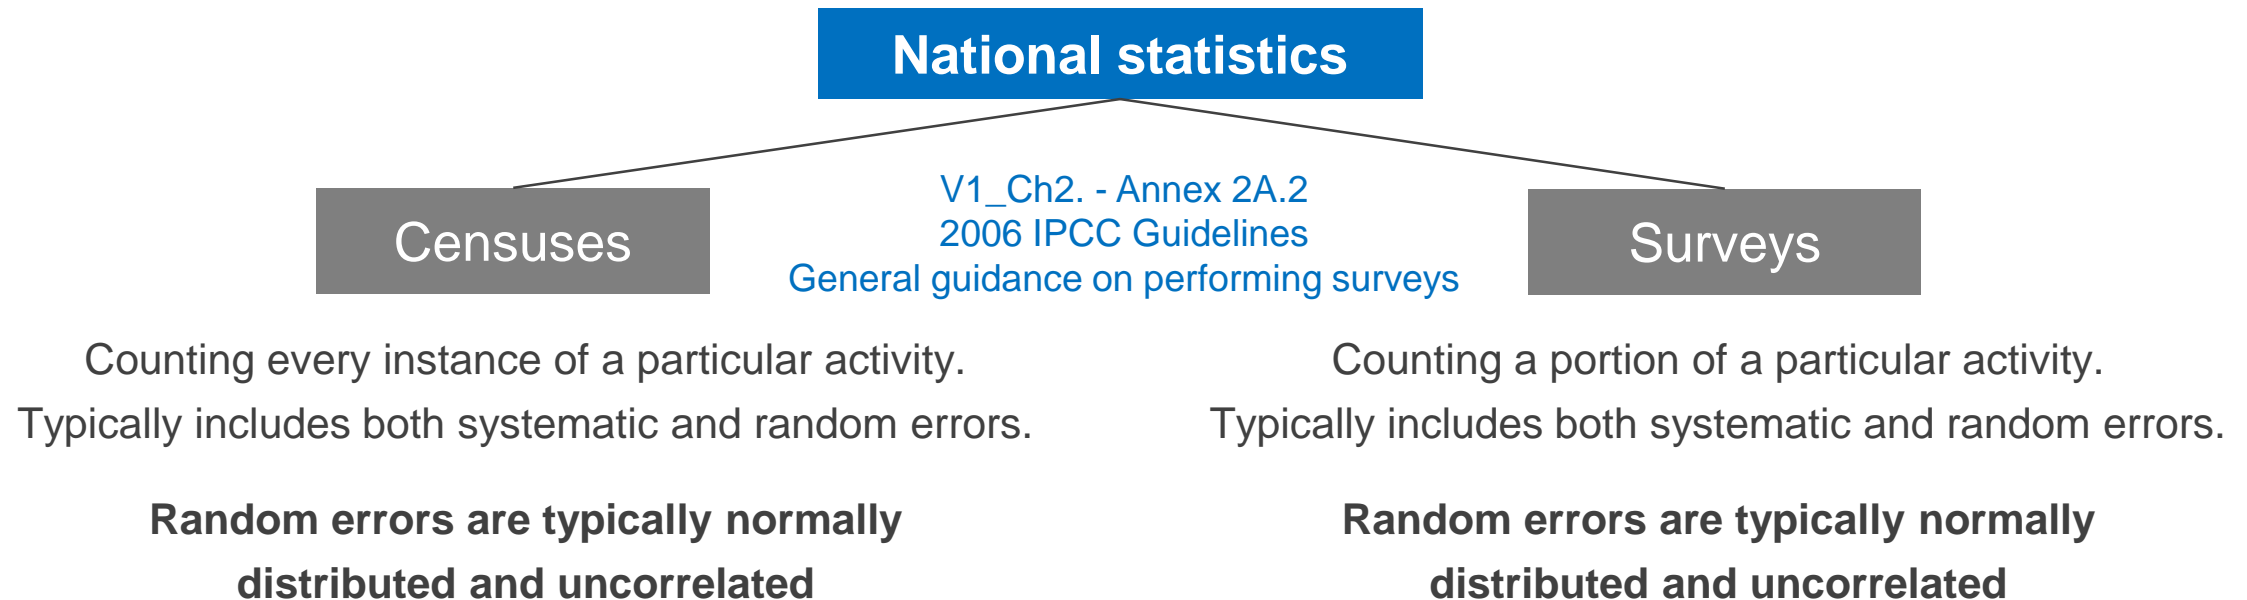 National statistics
Censuses
V1_Ch2. - Annex 2A.2
2006 IPCC Guidelines
General guidance on performing surveys
Surveys
Counting every instance of a particular activity.
Typically includes both systematic and random errors.
Random errors are typically normally
distributed and uncorrelated
Counting a portion of a particular activity.
Typically includes both systematic and random errors.
Random errors are typically normally
distributed and uncorrelated